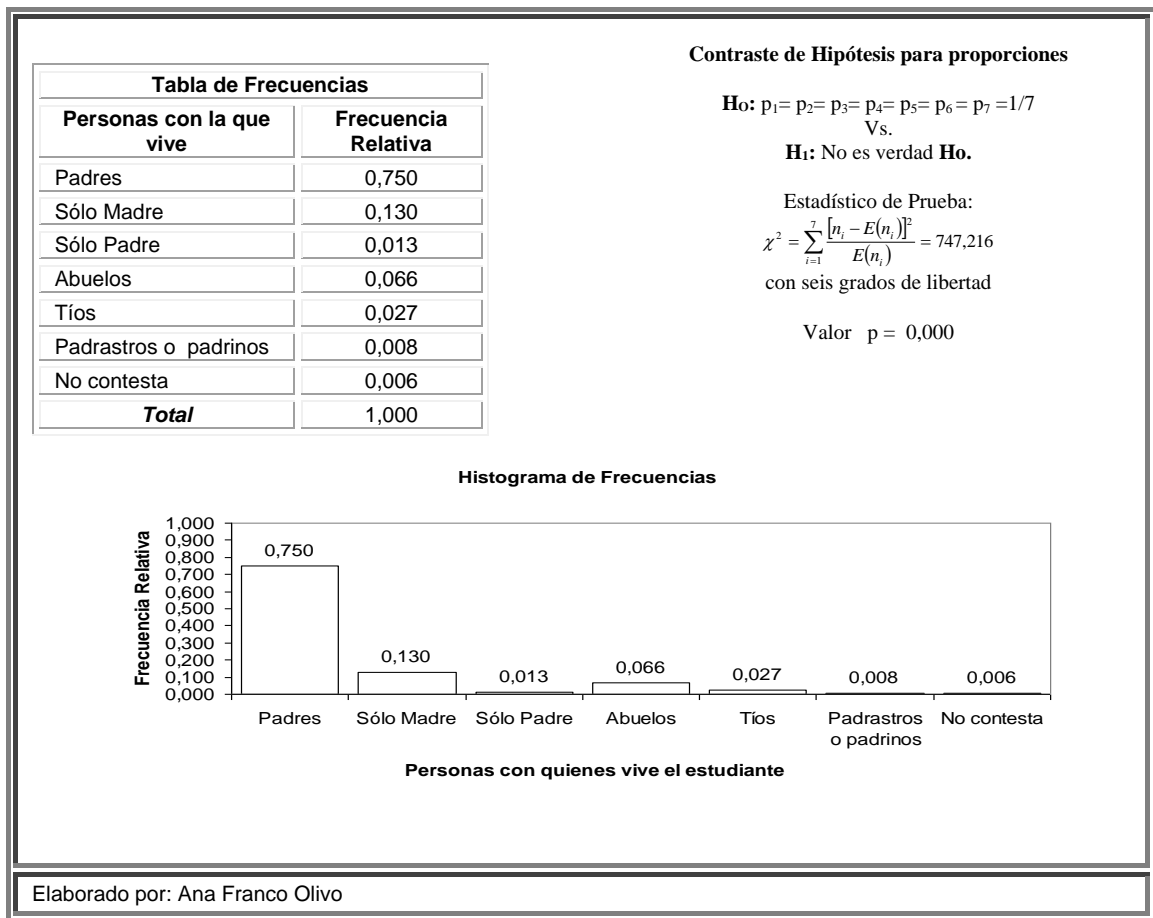 Tabla de Frecuencias
Personas con la que vive Frecuencia Relativa
Padres 0,750
Sólo Madre 0,130
Sólo Padre 0,013
Abuelos 0,066
Tíos 0,027
Padrastros o padrinos 0,008
No contesta 0,006
Total 1,000
Contraste de Hipótesis para proporciones
HO: p1= p2= p3= p4= p5= p6 = p7 =1/7
Vs.
H1: No es verdad Ho.
Estadístico de Prueba:
χ² = ∑_{i=1}^{7} [n_i − E(n_i)]² / E(n_i) = 747,216
con seis grados de libertad
Valor p = 0,000
Histograma de Frecuencias
Frecuencia Relativa
1,000
0,900
0,800
0,700
0,600
0,500
0,400
0,300
0,200
0,100
0,000
0,750 0,130 0,013 0,066 0,027 0,008 0,006
Padres Sólo Madre Sólo Padre Abuelos Tíos Padrastros o padrinos No contesta
Personas con quienes vive el estudiante
Elaborado por: Ana Franco Olivo